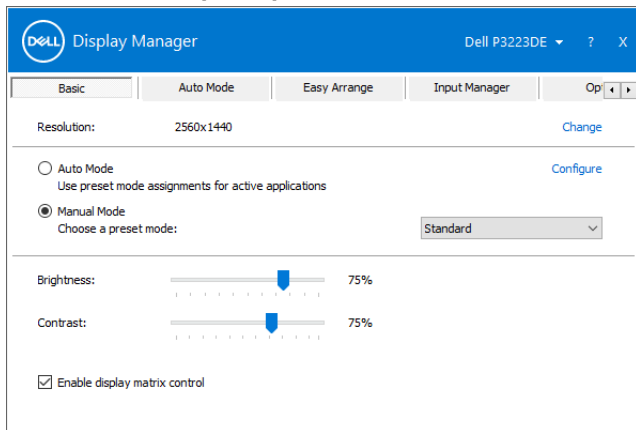 DELL Display Manager Dell P3223DE ? X
Basic Auto Mode Easy Arrange Input Manager
Resolution: 2560x1440 Change
Auto Mode Configure
Use preset mode assignments for active applications
Manual Mode
Choose a preset mode: Standard
Brightness: 75%
Contrast: 75%
Enable display matrix control